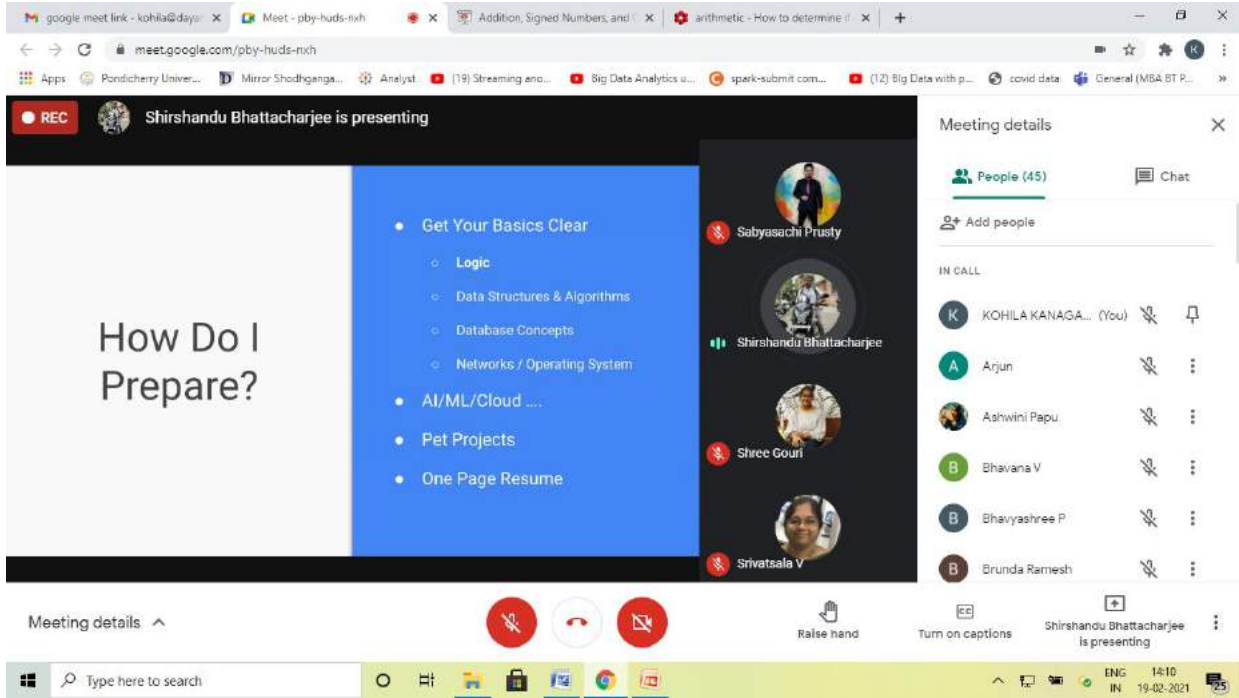 google meet link - kohila@daya
Meet - pby-huds-nxh
Addition, Signed Numbers, and
arithmetic - How to determine if
meet.google.com/pby-huds-nxh
K
Apps
Pondicherry Univer...
Mirror Shodhganga...
Analyst
(19) Streaming ana...
Big Data Analytics u...
spark-submit com...
(12) Big Data with p...
covid data
General (MBA BT P...
REC
Shirshandu Bhattacharjee is presenting
How Do I
Prepare?
Get Your Basics Clear
Logic
Data Structures & Algorithms
Database Concepts
Networks / Operating System
AI/ML/Cloud ....
Pet Projects
One Page Resume
Sabyasachi Prusty
Shirshandu Bhattacharjee
Shree Gouri
Srivatsala V
Meeting details
People (45)
Chat
Add people
IN CALL
K KOHILA KANAGA... (You)
A Arjun
Ashwini Papu
B Bhavana V
B Bhavyashree P
B Brunda Ramesh
Meeting details
Raise hand
CC
Turn on captions
Shirshandu Bhattacharjee
is presenting
Type here to search
ENG
IN
14:10
19-02-2021
25